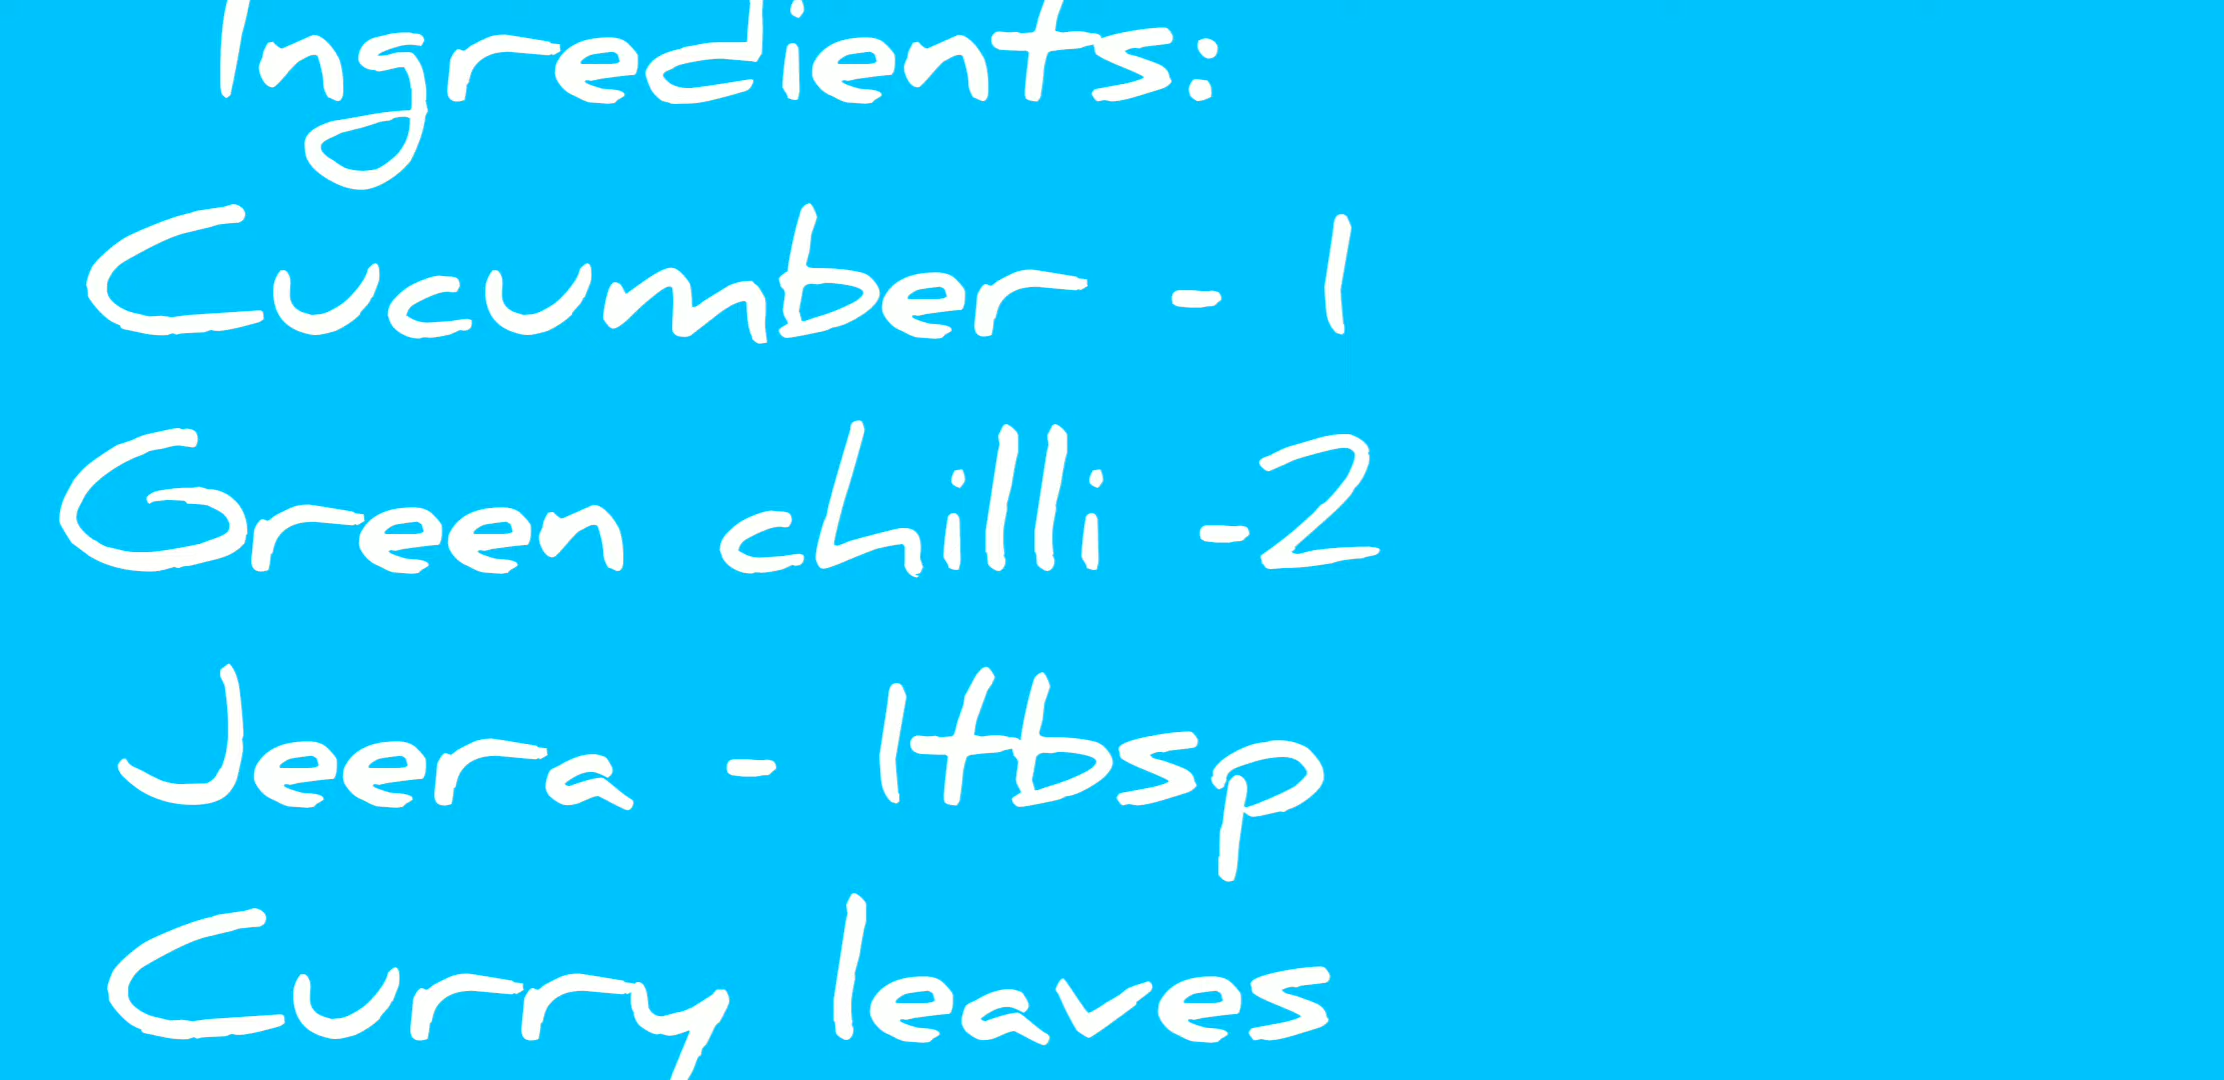 Ingredients:
Cucumber - 1
Green chilli -2
Jeera - 1tbsp
Curry leaves